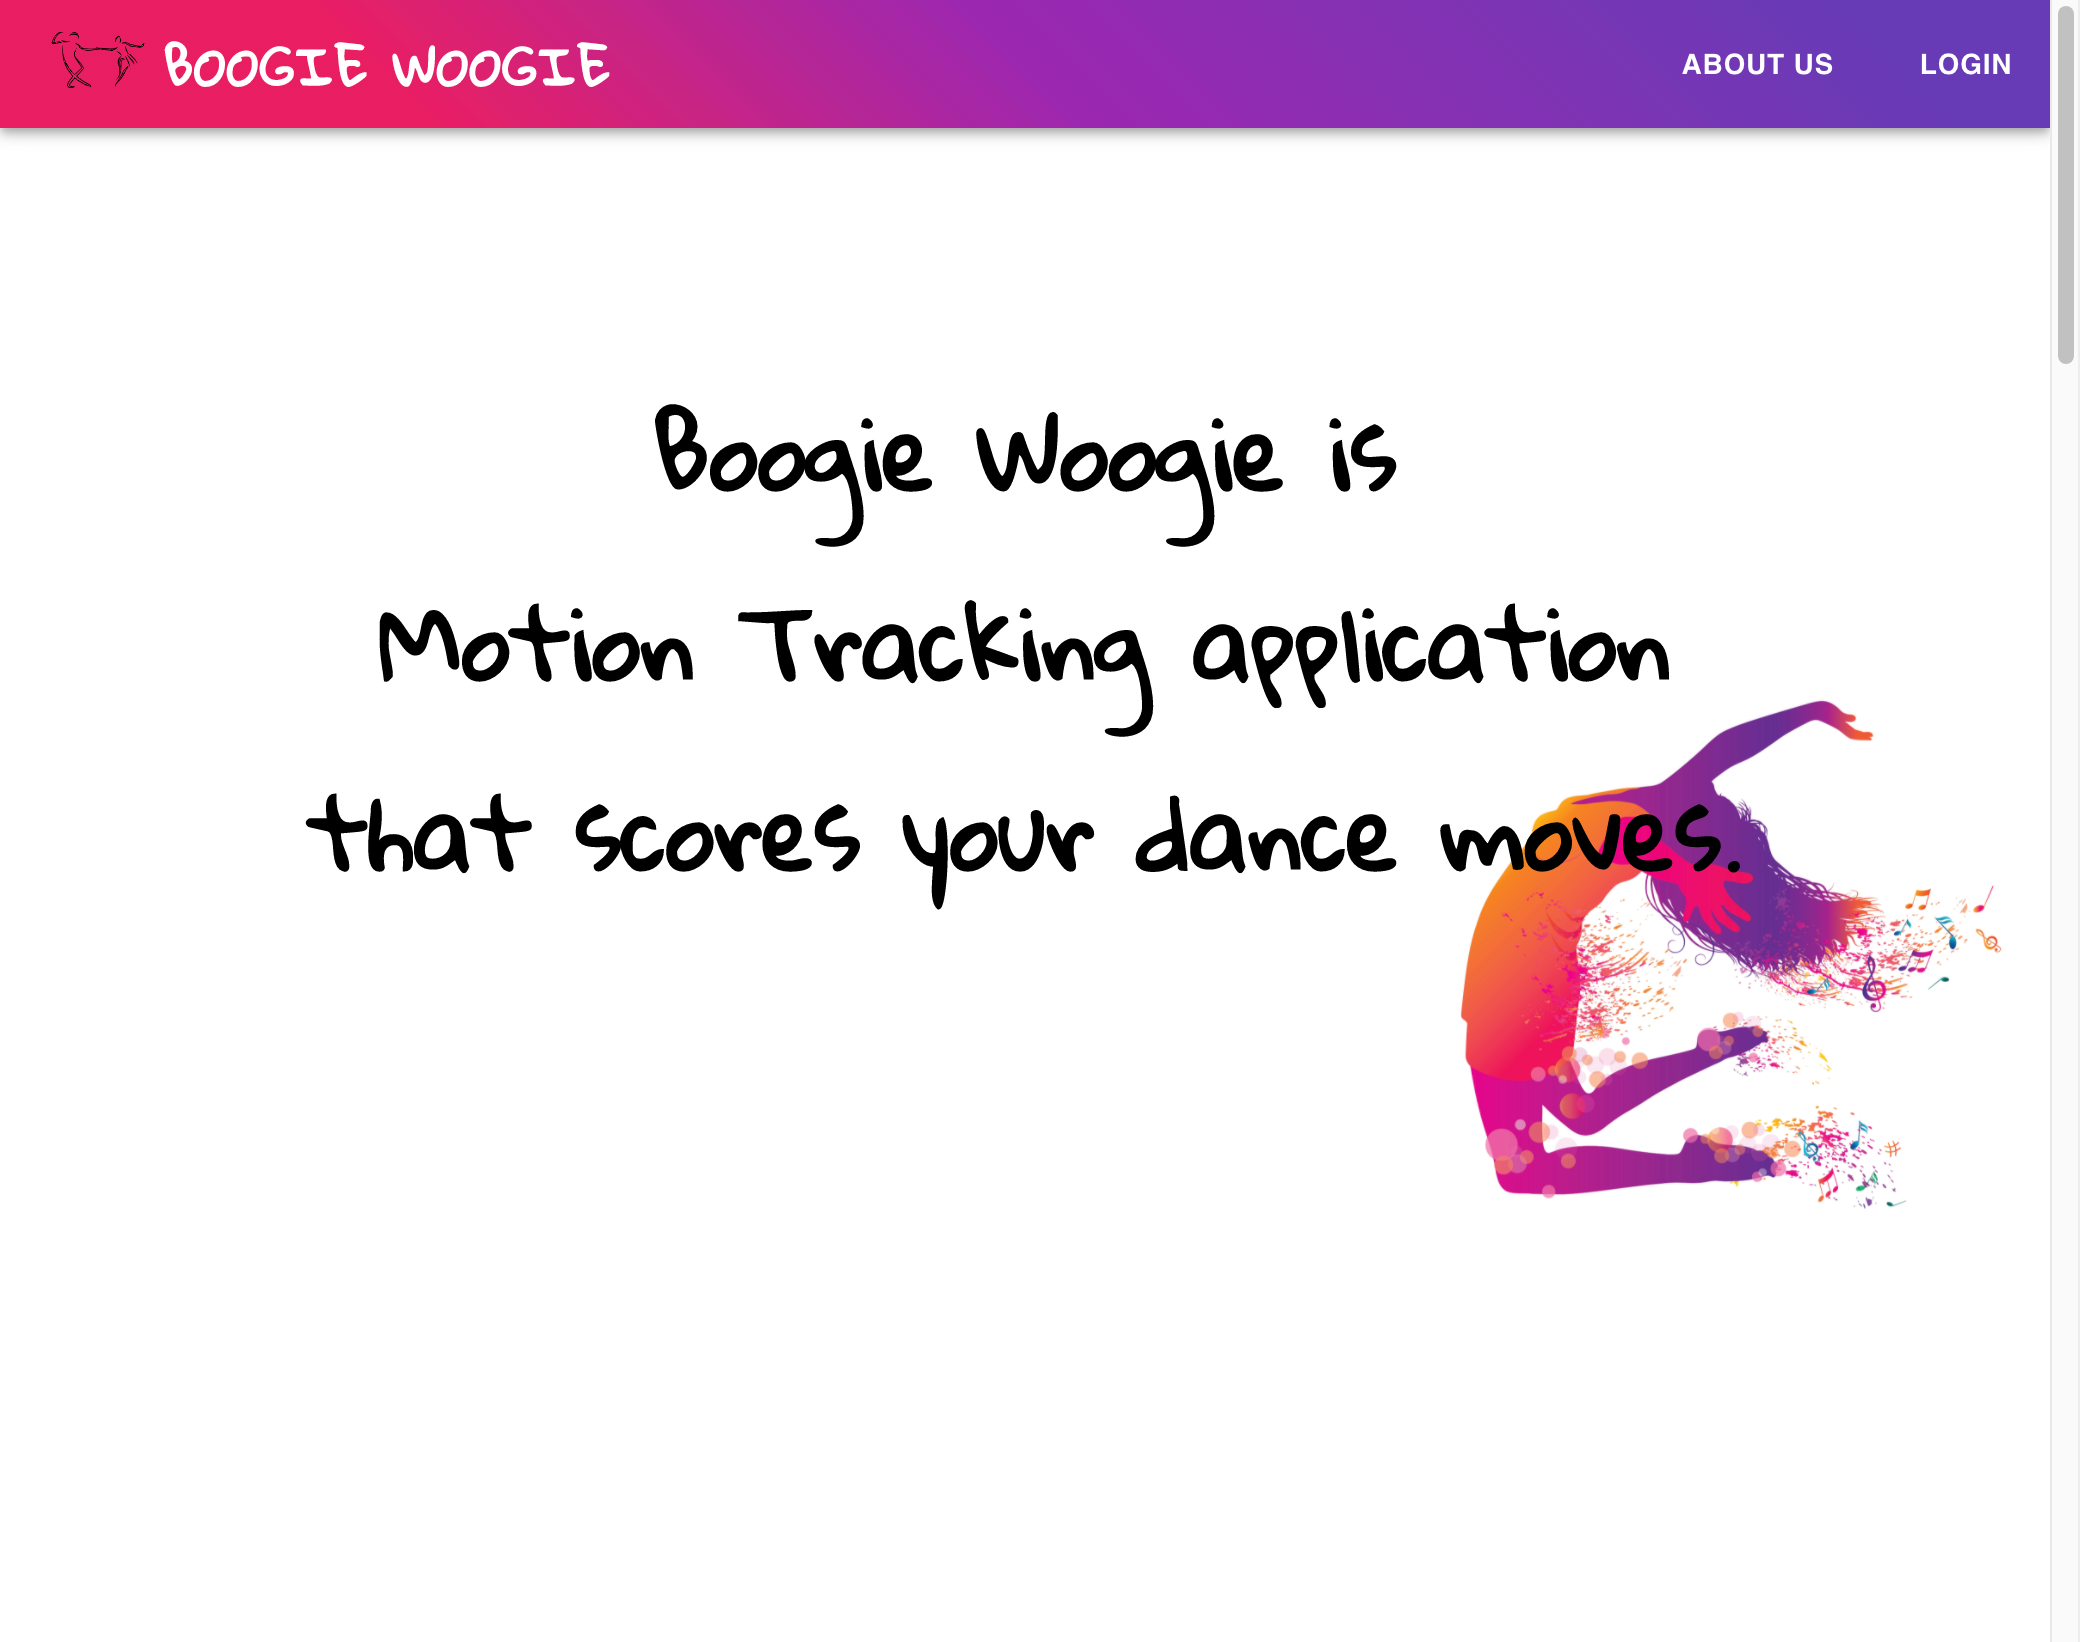 BOOGIE WOOGIE
ABOUT US
LOGIN
Boogie Woogie is
Motion Tracking application
that scores your dance moves.